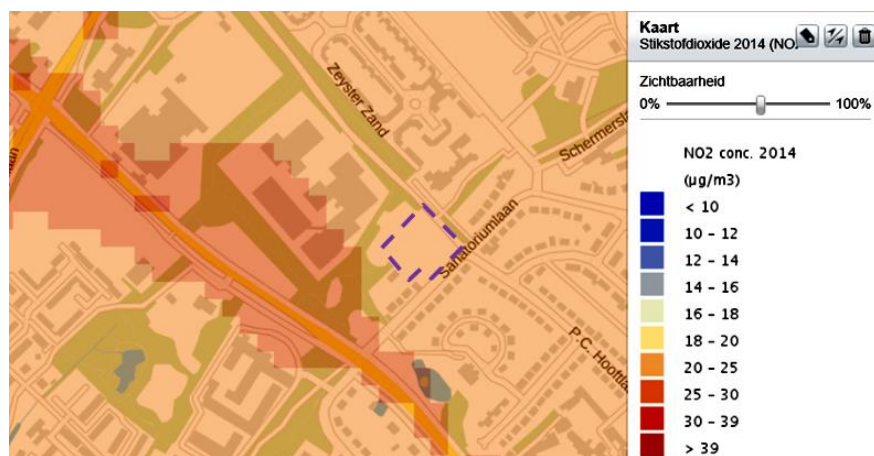 Zeyster Zand
Schermerst
Sanatoriumlaan
P.C. Hooftla
aan
Kaart
Stikstofdioxide 2014 (NO
Zichtbaarheid
0%
100%
NO2 conc. 2014
(µg/m3)
< 10
10 - 12
12 - 14
14 - 16
16 - 18
18 - 20
20 - 25
25 - 30
30 - 39
> 39